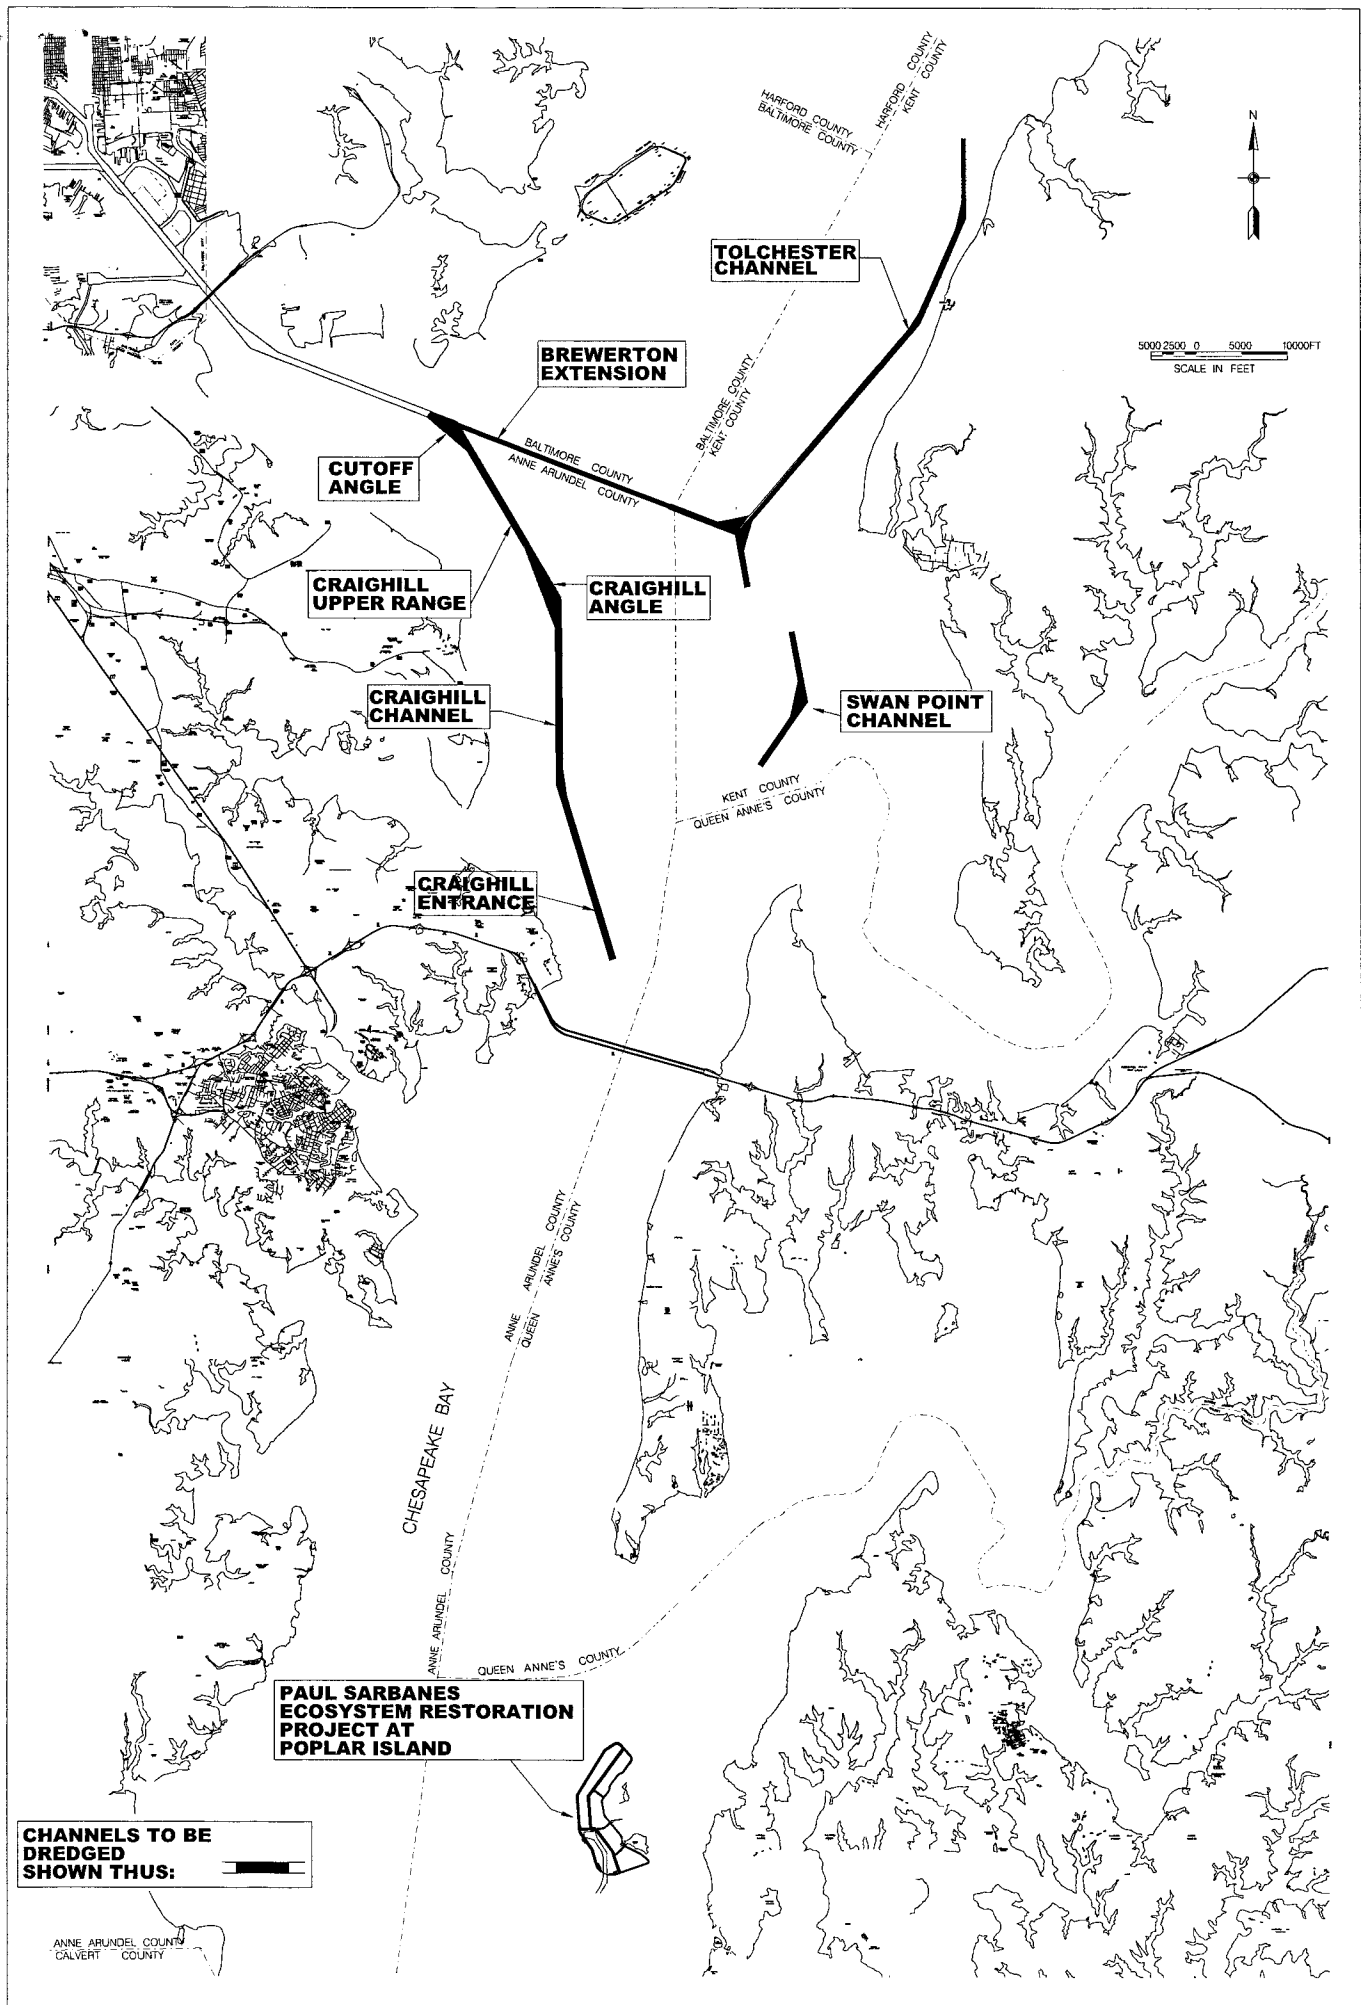 HARFORD COUNTY
BALTIMORE COUNTY
HARFORD COUNTY
KENT COUNTY
N
TOLCHESTER
CHANNEL
5000 2500 0 5000 10000FT
SCALE IN FEET
BREWERTON
EXTENSION
BALTIMORE COUNTY
KENT COUNTY
BALTIMORE COUNTY
ANNE ARUNDEL COUNTY
CUTOFF
ANGLE
CRAIGHILL
UPPER RANGE
CRAIGHILL
ANGLE
CRAIGHILL
CHANNEL
SWAN POINT
CHANNEL
KENT COUNTY
QUEEN ANNE'S COUNTY
CRAIGHILL
ENTRANCE
ANNE ARUNDEL COUNTY
QUEEN ANNE'S COUNTY
CHESAPEAKE BAY
ANNE ARUNDEL COUNTY
QUEEN ANNE'S COUNTY
PAUL SARBANES
ECOSYSTEM RESTORATION
PROJECT AT
POPLAR ISLAND
CHANNELS TO BE
DREDGED
SHOWN THUS:
ANNE ARUNDEL COUNTY
CALVERT COUNTY